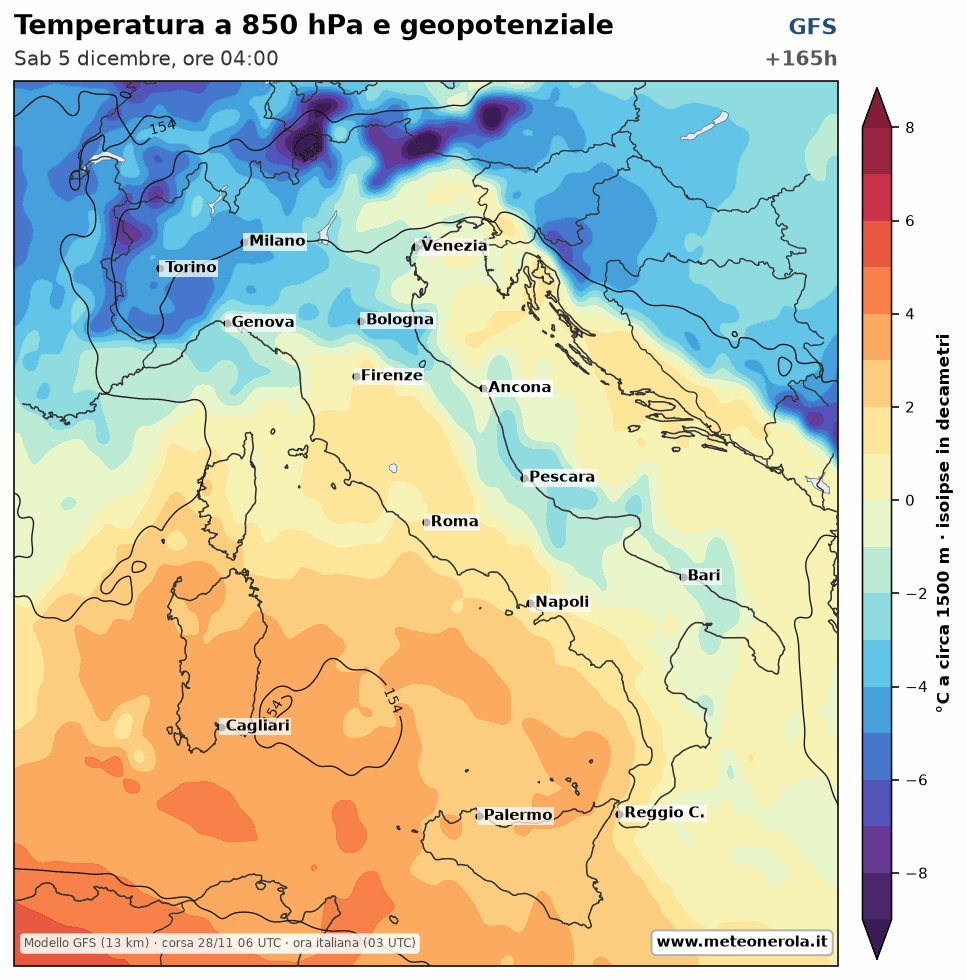 Temperatura a 850 hPa e geopotenziale
GFS
Sab 5 dicembre, ore 04:00
+165h
154
156
Milano
Venezia
Torino
Genova
Bologna
Firenze
Ancona
Pescara
Roma
Bari
Napoli
154
154
Cagliari
Palermo
Reggio C.
8
6
4
2
0
−2
−4
−6
−8
°C a circa 1500 m · isoipse in decametri
Modello GFS (13 km) · corsa 28/11 06 UTC · ora italiana (03 UTC)
www.meteonerola.it